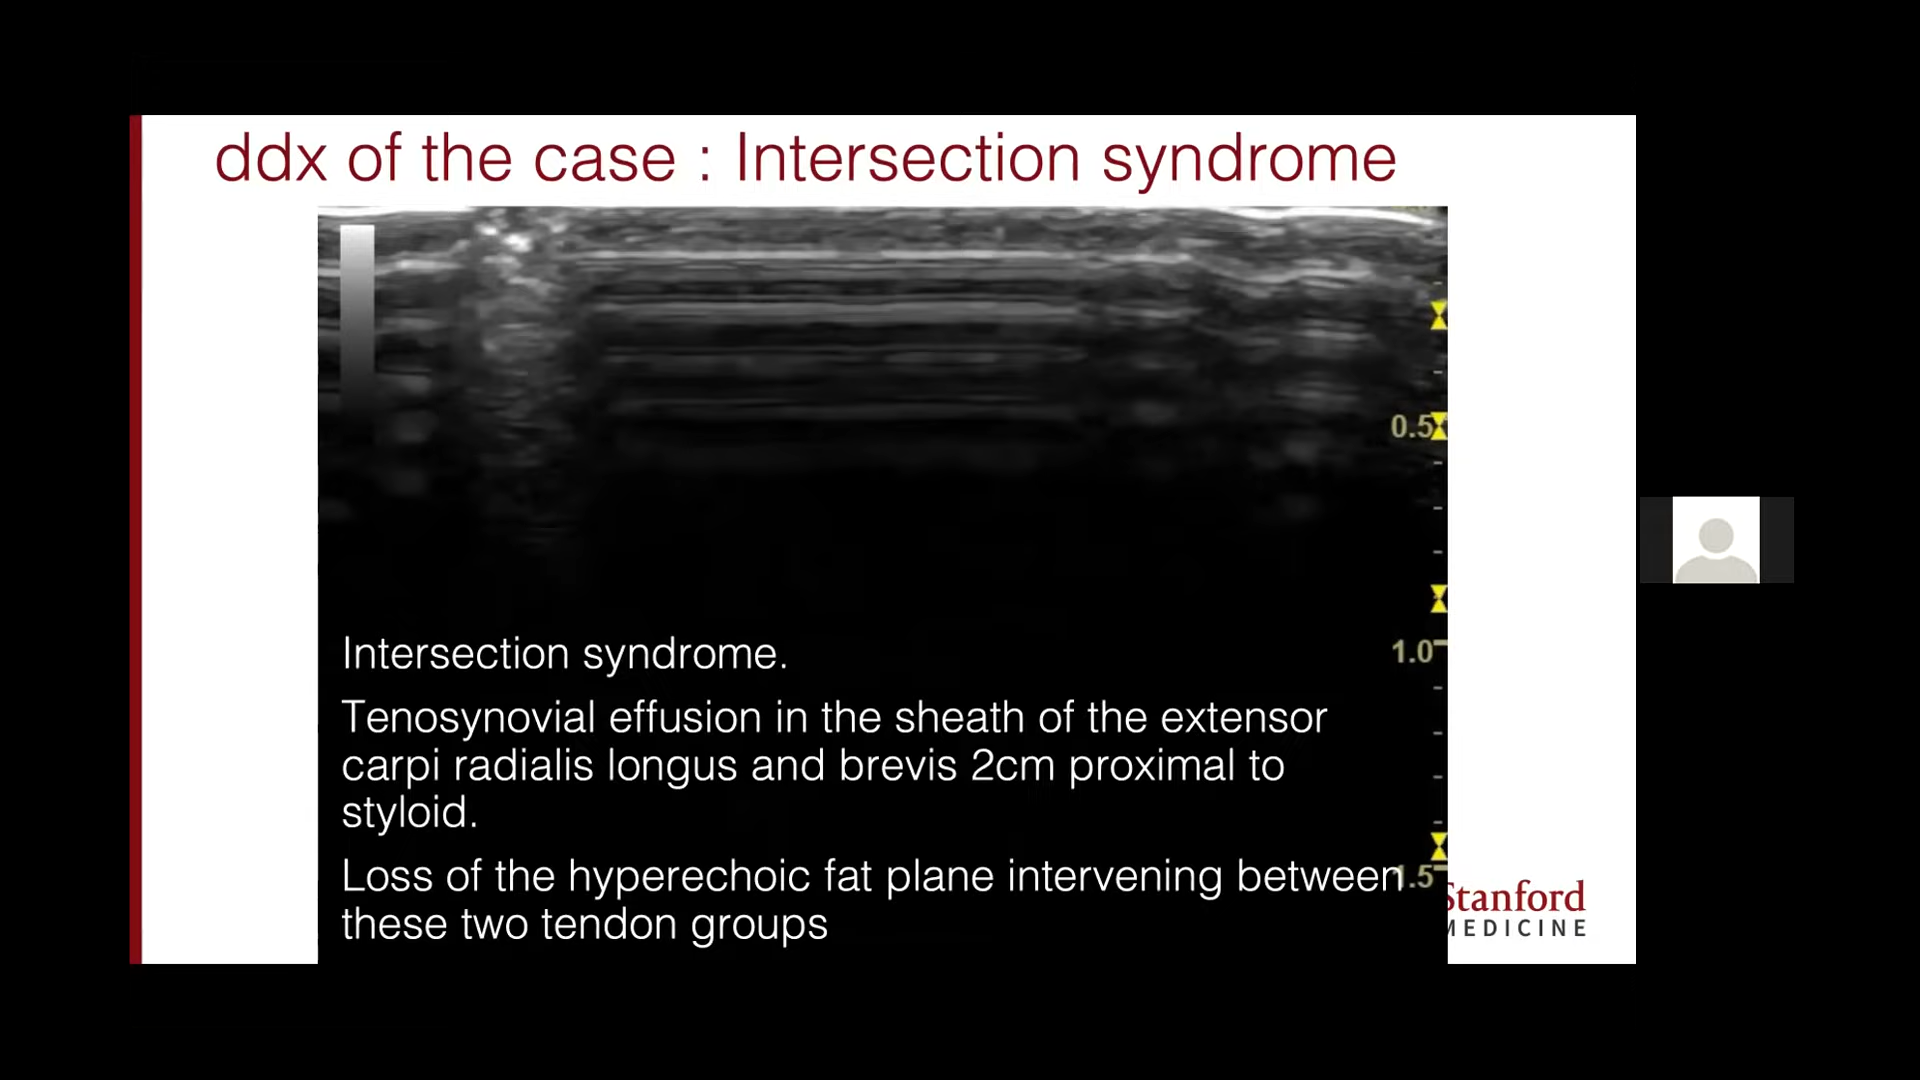 ddx of the case : Intersection syndrome
0.5
1.0
Intersection syndrome.
Tenosynovial effusion in the sheath of the extensor
carpi radialis longus and brevis 2cm proximal to
styloid.
Loss of the hyperechoic fat plane intervening between
1.5
these two tendon groups
Stanford
MEDICINE